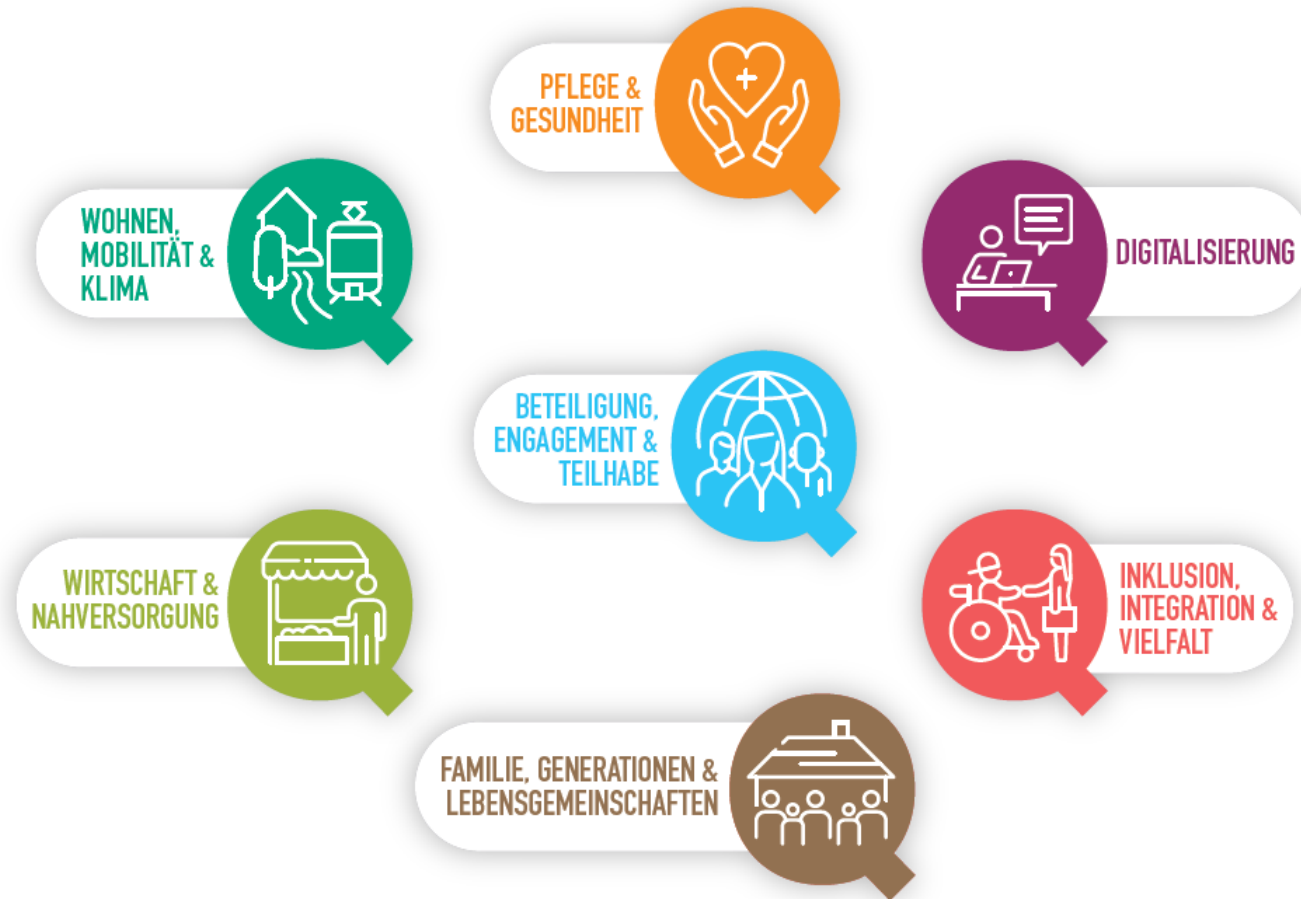 PFLEGE &
GESUNDHEIT
WOHNEN,
MOBILITÄT &
KLIMA
DIGITALISIERUNG
BETEILIGUNG,
ENGAGEMENT &
TEILHABE
WIRTSCHAFT &
NAHVERSORGUNG
INKLUSION,
INTEGRATION &
VIELFALT
FAMILIE, GENERATIONEN &
LEBENSGEMEINSCHAFTEN